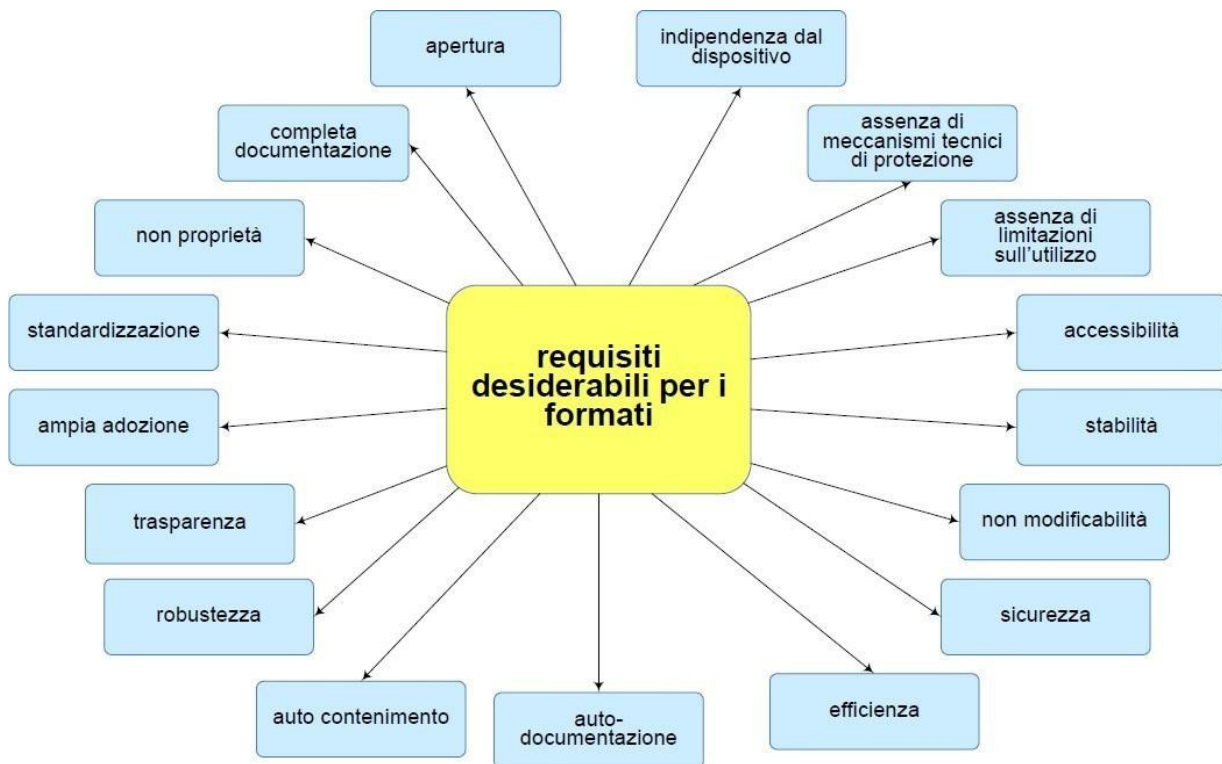 apertura
indipendenza dal
dispositivo
completa
documentazione
assenza di
meccanismi tecnici
di protezione
non proprietà
assenza di
limitazioni
sull'utilizzo
standardizzazione
requisiti
desiderabili per i
formati
accessibilità
ampia adozione
stabilità
trasparenza
non modificabilità
robustezza
sicurezza
auto contenimento
auto-
documentazione
efficienza